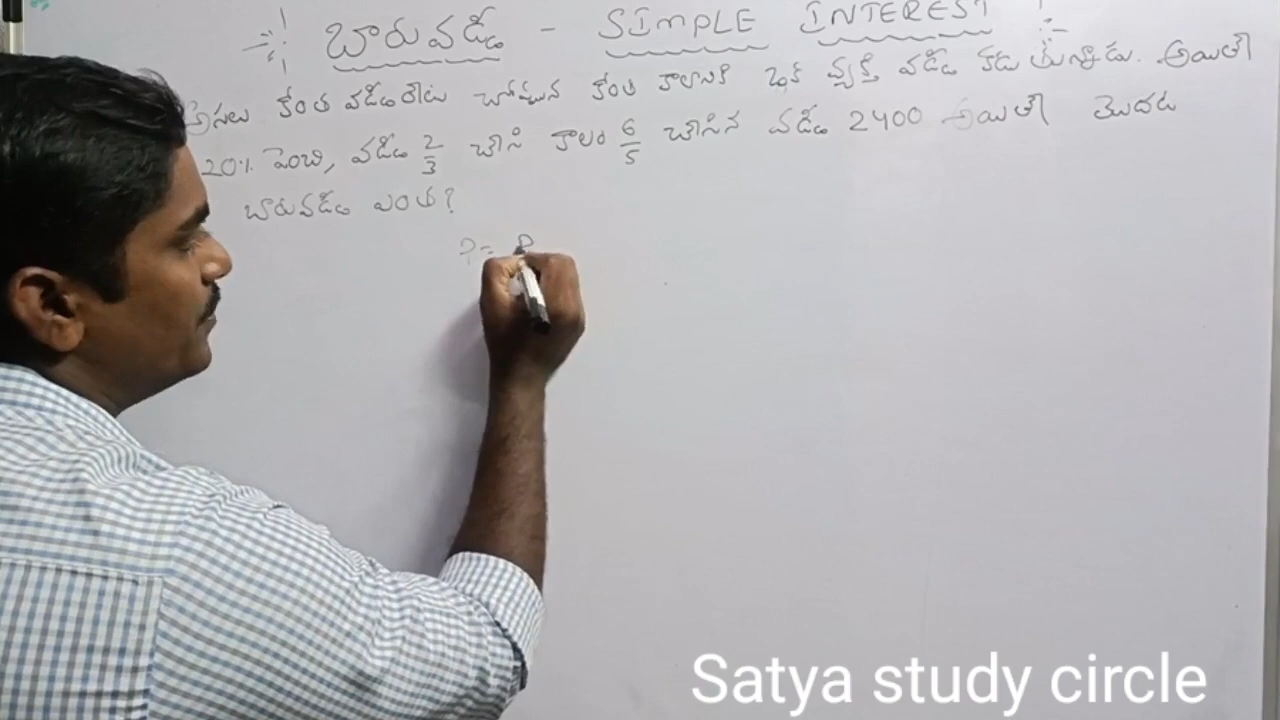 బారువడ్డీ - SIMPLE INTEREST
అసలు కొంత వడ్డీరేటు చొప్పున కొంత కాలానికి ఒక వ్యక్తి వడ్డీ కడుతున్నాడు. అయితే
20% పెంచి, వడ్డీ 2/3 చేసి కాలం 6/5 చేసిన వడ్డీ 2400 అయితే మొదట
బారువడ్డీ ఎంత?
P = P
Satya study circle